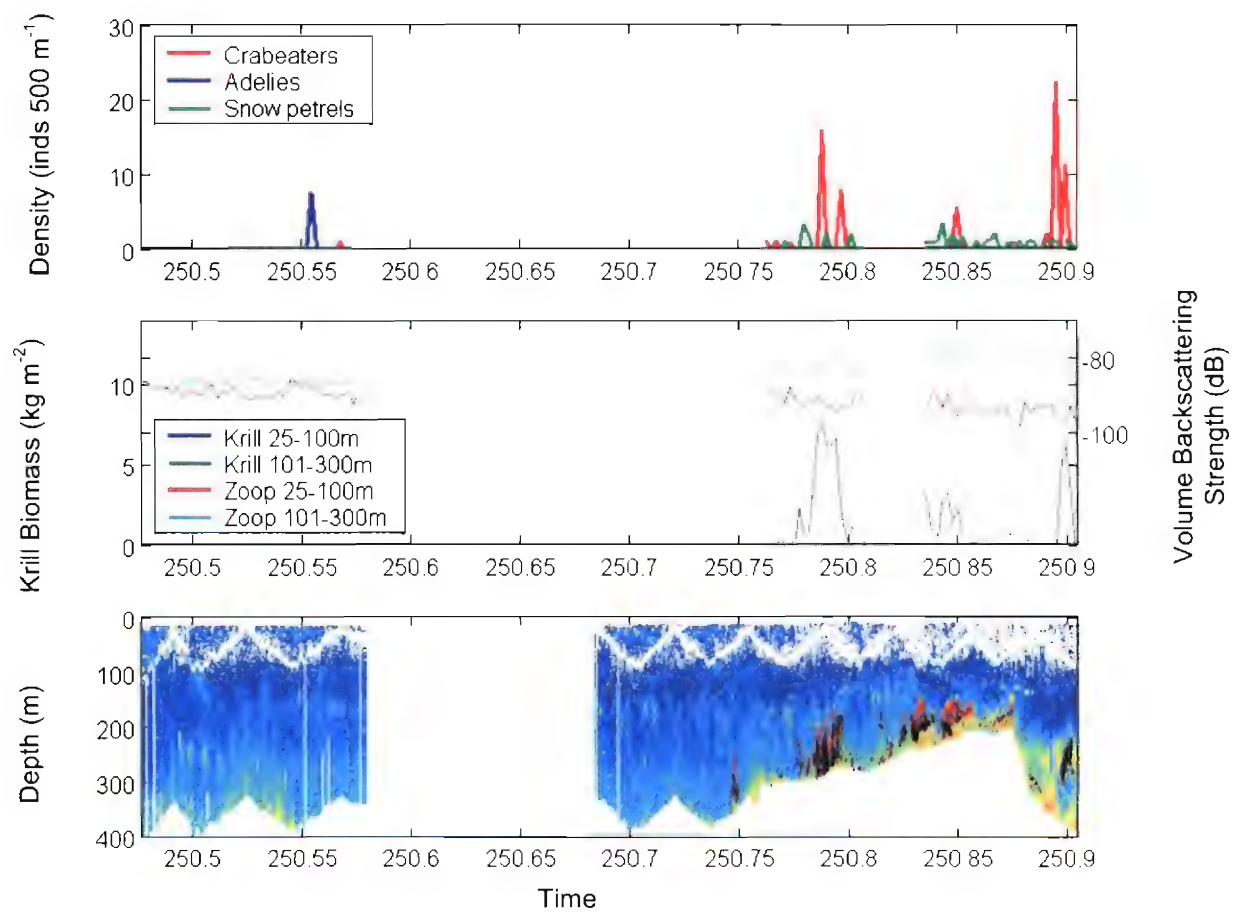 Density (inds 500 m⁻¹)
30
20
10
0
Crabeaters
Adelies
Snow petrels
250.5 250.55 250.6 250.65 250.7 250.75 250.8 250.85 250.9
Krill Biomass (kg m⁻²)
10
5
0
Krill 25-100m
Krill 101-300m
Zoop 25-100m
Zoop 101-300m
-80
-100
Volume Backscattering
Strength (dB)
250.5 250.55 250.6 250.65 250.7 250.75 250.8 250.85 250.9
Depth (m)
0
100
200
300
400
250.5 250.55 250.6 250.65 250.7 250.75 250.8 250.85 250.9
Time